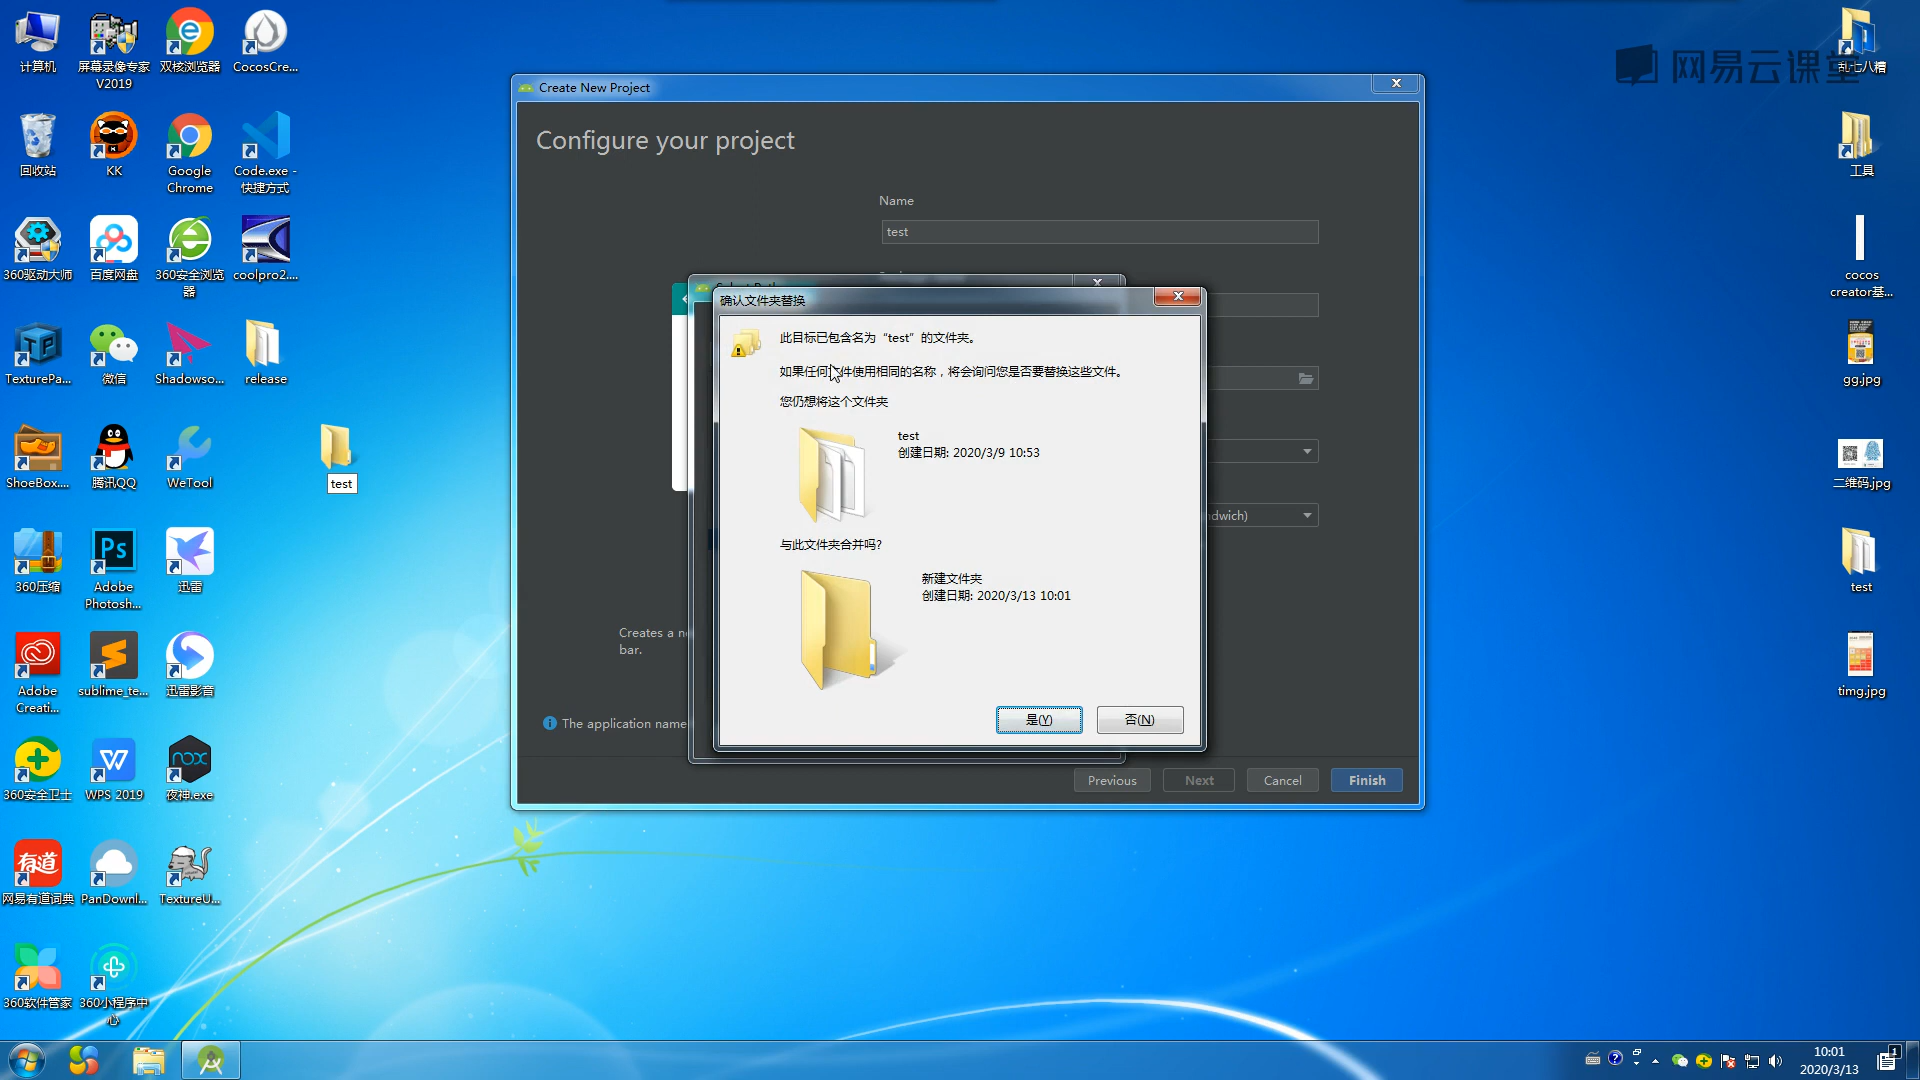 计算机
屏幕录像专家
V2019
双核浏览器
CocosCre...
回收站
KK
Google
Chrome
Code.exe -
快捷方式
360驱动大师
百度网盘
360安全浏览
器
coolpro2....
TexturePa...
微信
Shadowso...
release
ShoeBox....
腾讯QQ
WeTool
test
360压缩
Ps
Adobe
Photosh...
迅雷
Adobe
Creati...
sublime_te...
迅雷影音
360安全卫士
WPS 2019
nox
夜神.exe
有道
网易有道词典
PanDownl...
TextureU...
360软件管家
360小程序中
心
Create New Project
Configure your project
Name
test
确认文件夹替换
此目标已包含名为“test”的文件夹。
如果任何文件使用相同的名称，将会询问您是否要替换这些文件。
您仍想将这个文件夹
test
创建日期: 2020/3/9 10:53
与此文件夹合并吗?
新建文件夹
创建日期: 2020/3/13 10:01
是(Y)
否(N)
ndwich)
Creates a ne
bar.
The application name
Previous
Next
Cancel
Finish
网易云课堂
乱七八糟
工具
cocos
creator基...
gg.jpg
二维码.jpg
test
timg.jpg
10:01
2020/3/13
1